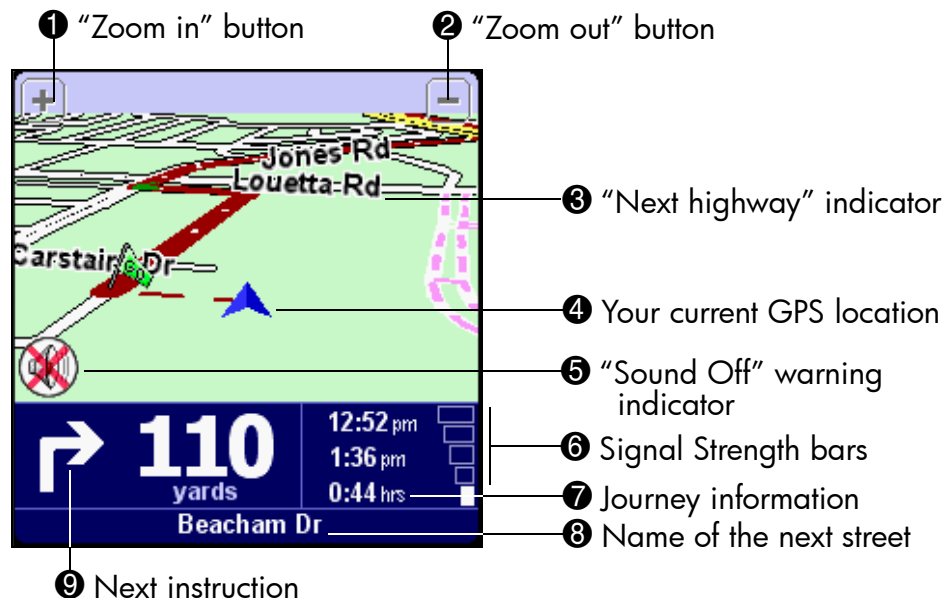 ❶ “Zoom in” button
❷ “Zoom out” button
+
−
Jones Rd
Louetta Rd
❸ “Next highway” indicator
Carstair Dr
GO
❹ Your current GPS location
❺ “Sound Off” warning
indicator
110
yards
12:52 pm
1:36 pm
0:44 hrs
❻ Signal Strength bars
❼ Journey information
Beacham Dr
❽ Name of the next street
❾ Next instruction